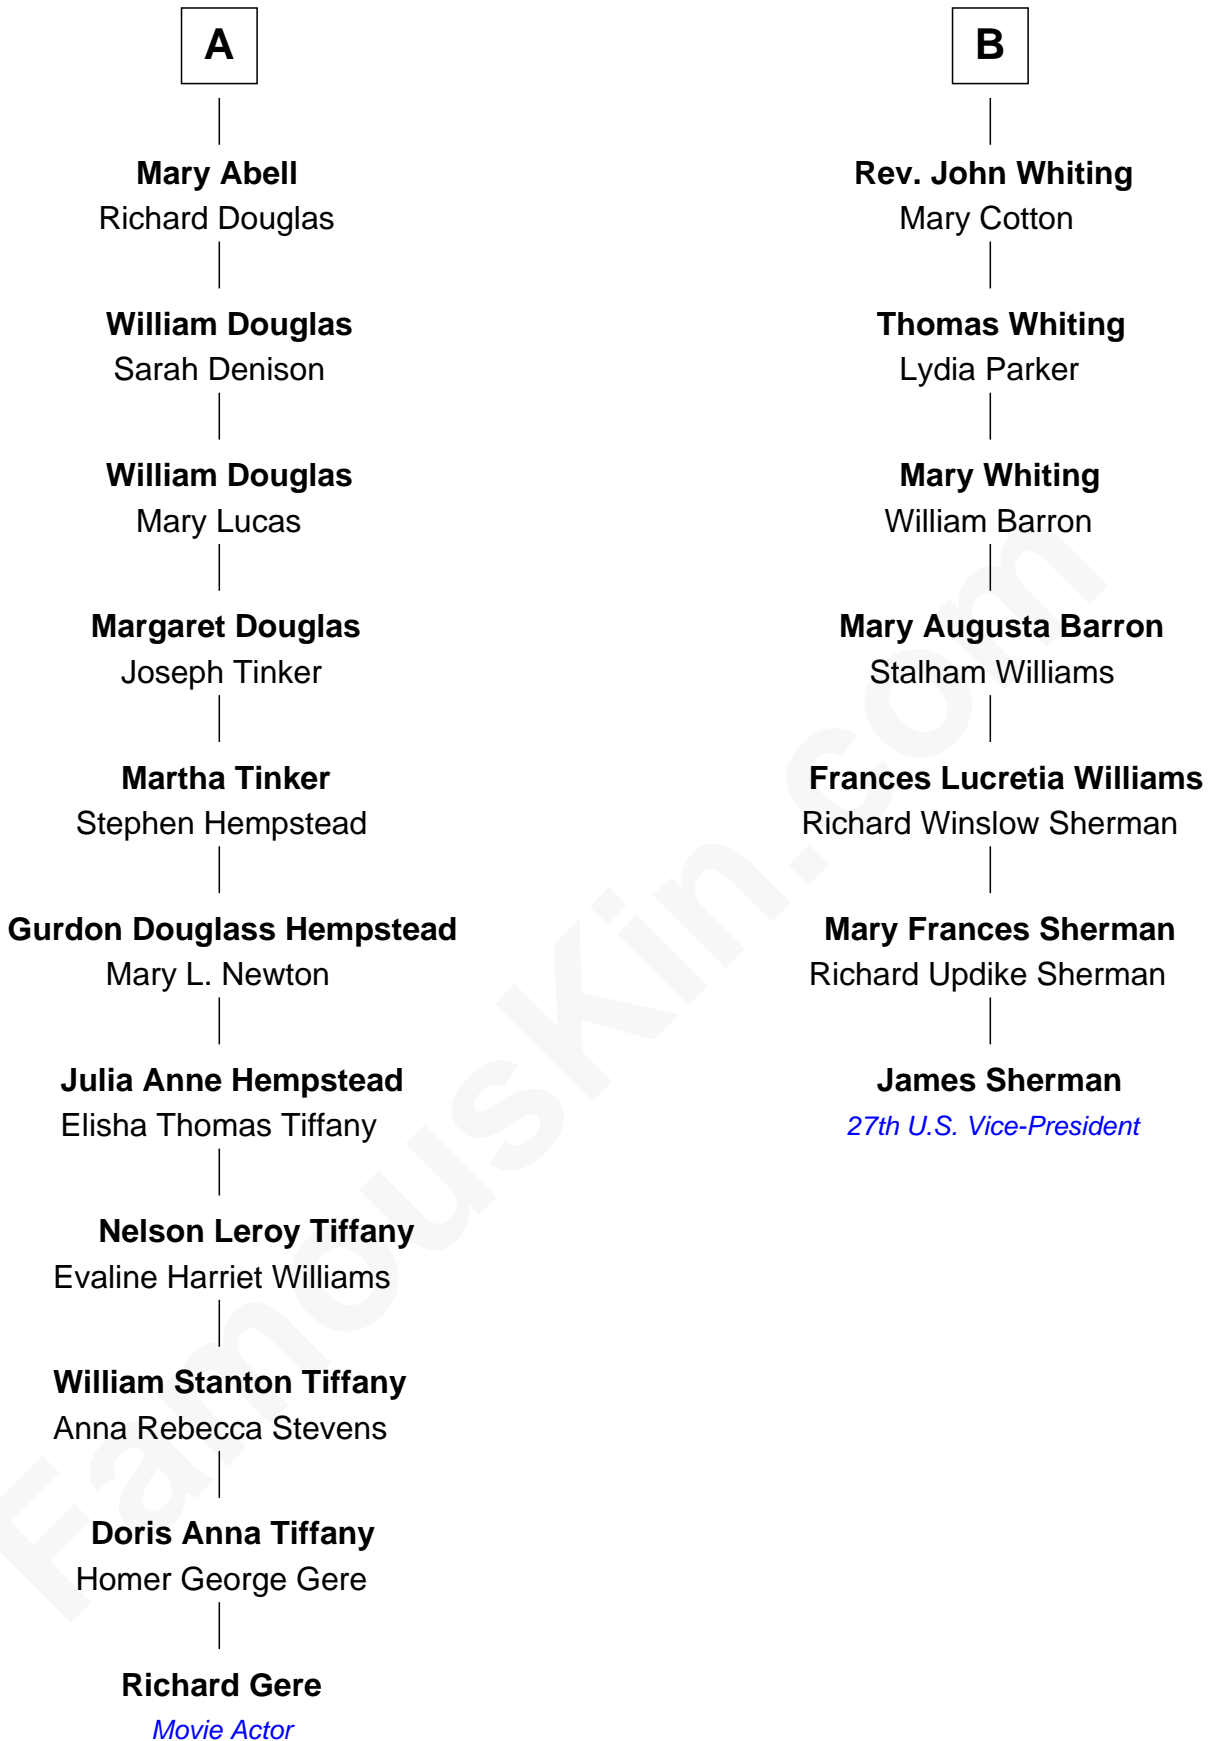 A
Mary Abell
Richard Douglas
William Douglas
Sarah Denison
William Douglas
Mary Lucas
Margaret Douglas
Joseph Tinker
Martha Tinker
Stephen Hempstead
Gurdon Douglass Hempstead
Mary L. Newton
Julia Anne Hempstead
Elisha Thomas Tiffany
Nelson Leroy Tiffany
Evaline Harriet Williams
William Stanton Tiffany
Anna Rebecca Stevens
Doris Anna Tiffany
Homer George Gere
Richard Gere
Movie Actor
B
Rev. John Whiting
Mary Cotton
Thomas Whiting
Lydia Parker
Mary Whiting
William Barron
Mary Augusta Barron
Stalham Williams
Frances Lucretia Williams
Richard Winslow Sherman
Mary Frances Sherman
Richard Updike Sherman
James Sherman
27th U.S. Vice-President
FamousKin.com